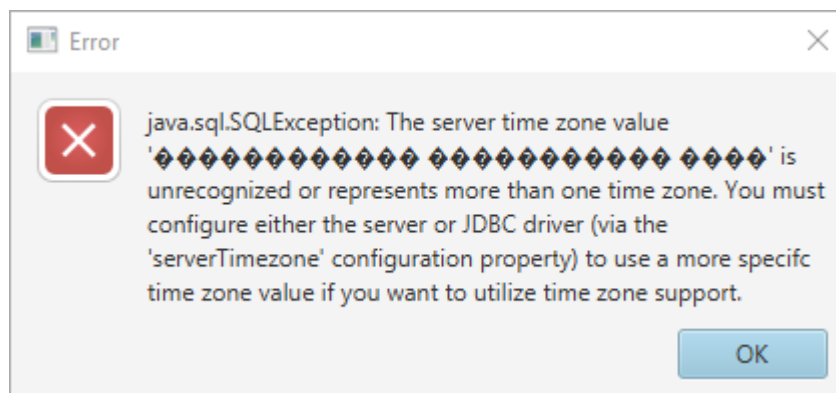 Error
java.sql.SQLException: The server time zone value
'������������� ������������ ����' is
unrecognized or represents more than one time zone. You must
configure either the server or JDBC driver (via the
'serverTimezone' configuration property) to use a more specifc
time zone value if you want to utilize time zone support.
OK